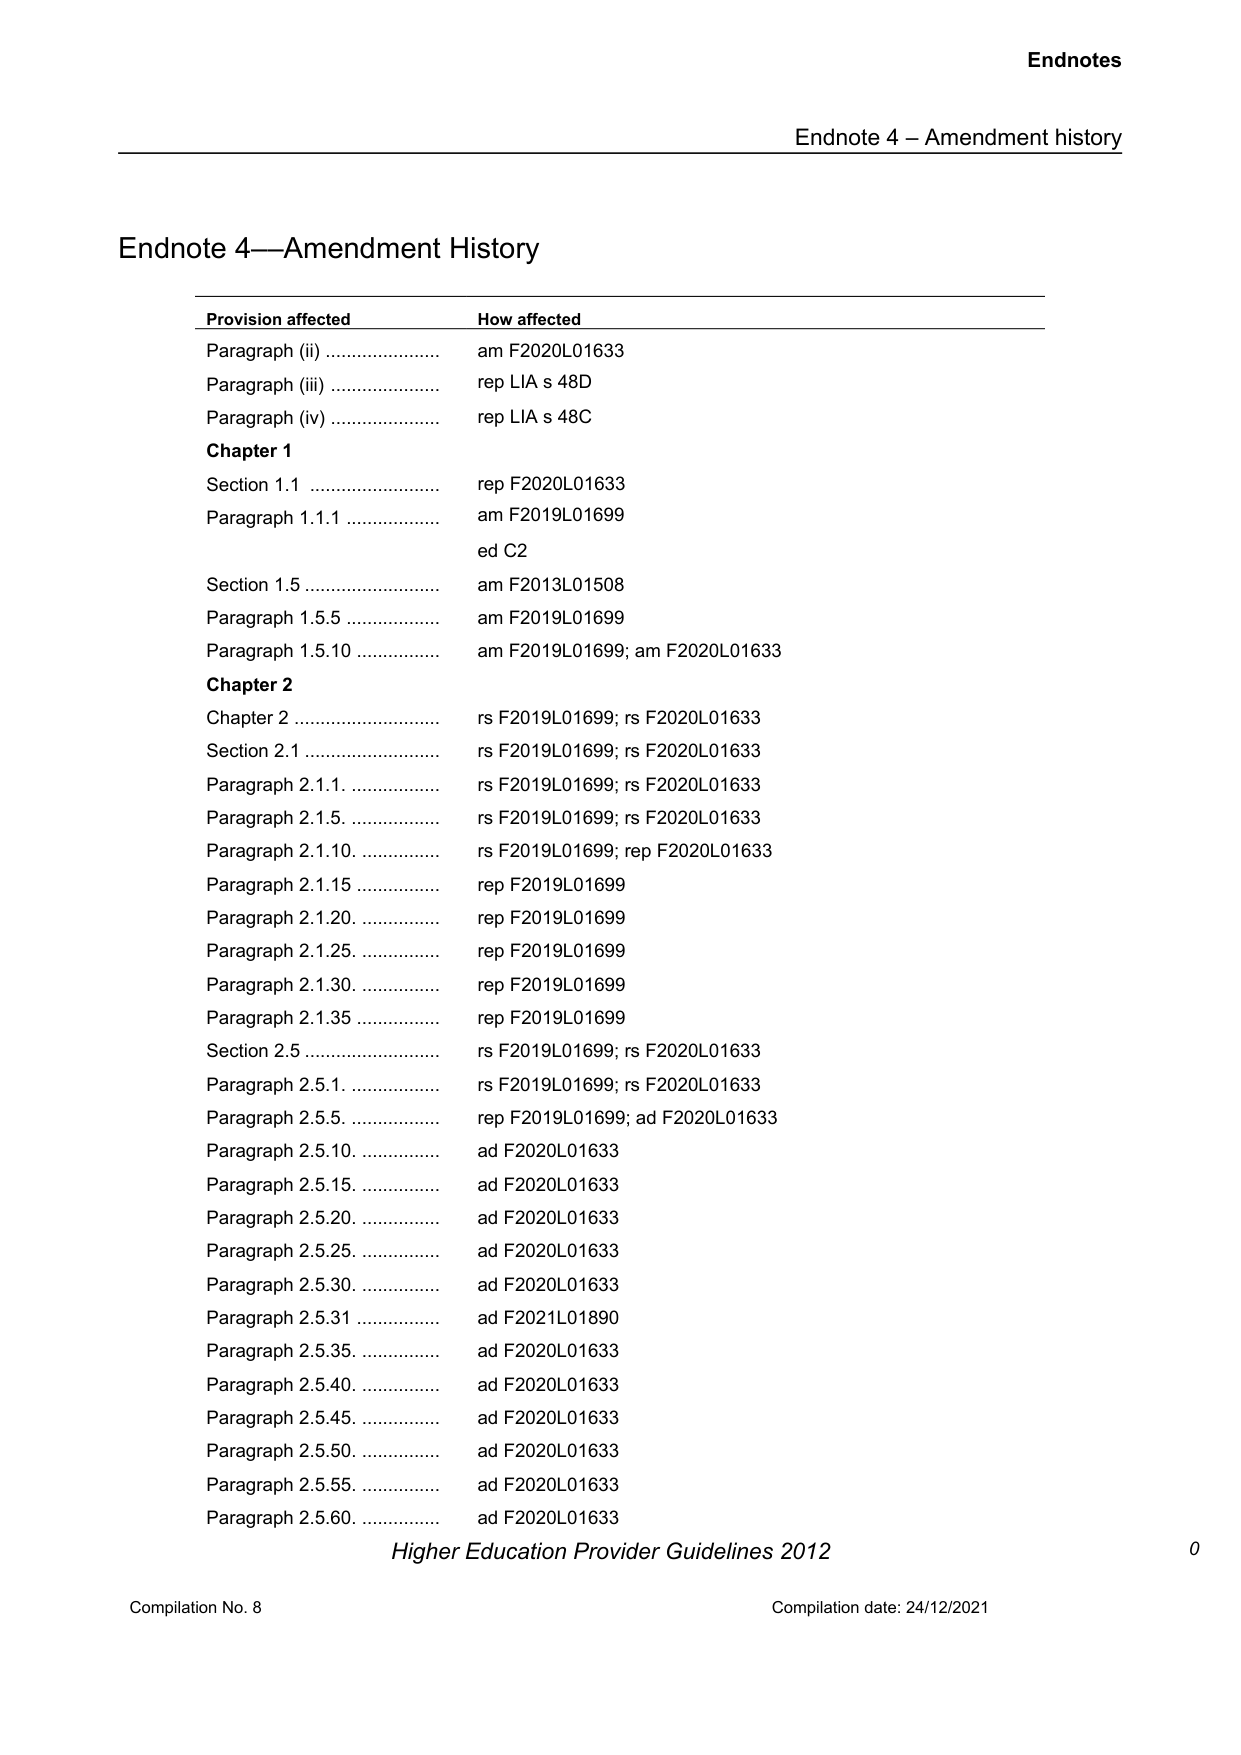 Endnotes
Endnote 4 – Amendment history
Endnote 4—–Amendment History
Provision affected How affected
Paragraph (ii) ...................... am F2020L01633
Paragraph (iii) ..................... rep LIA s 48D
Paragraph (iv) ..................... rep LIA s 48C
Chapter 1
Section 1.1 ......................... rep F2020L01633
Paragraph 1.1.1 .................. am F2019L01699
ed C2
Section 1.5 .......................... am F2013L01508
Paragraph 1.5.5 .................. am F2019L01699
Paragraph 1.5.10 ................ am F2019L01699; am F2020L01633
Chapter 2
Chapter 2 ............................ rs F2019L01699; rs F2020L01633
Section 2.1 .......................... rs F2019L01699; rs F2020L01633
Paragraph 2.1.1. ................. rs F2019L01699; rs F2020L01633
Paragraph 2.1.5. ................. rs F2019L01699; rs F2020L01633
Paragraph 2.1.10. ............... rs F2019L01699; rep F2020L01633
Paragraph 2.1.15 ................ rep F2019L01699
Paragraph 2.1.20. ............... rep F2019L01699
Paragraph 2.1.25. ............... rep F2019L01699
Paragraph 2.1.30. ............... rep F2019L01699
Paragraph 2.1.35 ................ rep F2019L01699
Section 2.5 .......................... rs F2019L01699; rs F2020L01633
Paragraph 2.5.1. ................. rs F2019L01699; rs F2020L01633
Paragraph 2.5.5. ................. rep F2019L01699; ad F2020L01633
Paragraph 2.5.10. ............... ad F2020L01633
Paragraph 2.5.15. ............... ad F2020L01633
Paragraph 2.5.20. ............... ad F2020L01633
Paragraph 2.5.25. ............... ad F2020L01633
Paragraph 2.5.30. ............... ad F2020L01633
Paragraph 2.5.31 ................ ad F2021L01890
Paragraph 2.5.35. ............... ad F2020L01633
Paragraph 2.5.40. ............... ad F2020L01633
Paragraph 2.5.45. ............... ad F2020L01633
Paragraph 2.5.50. ............... ad F2020L01633
Paragraph 2.5.55. ............... ad F2020L01633
Paragraph 2.5.60. ............... ad F2020L01633
Higher Education Provider Guidelines 2012 0
Compilation No. 8 Compilation date: 24/12/2021